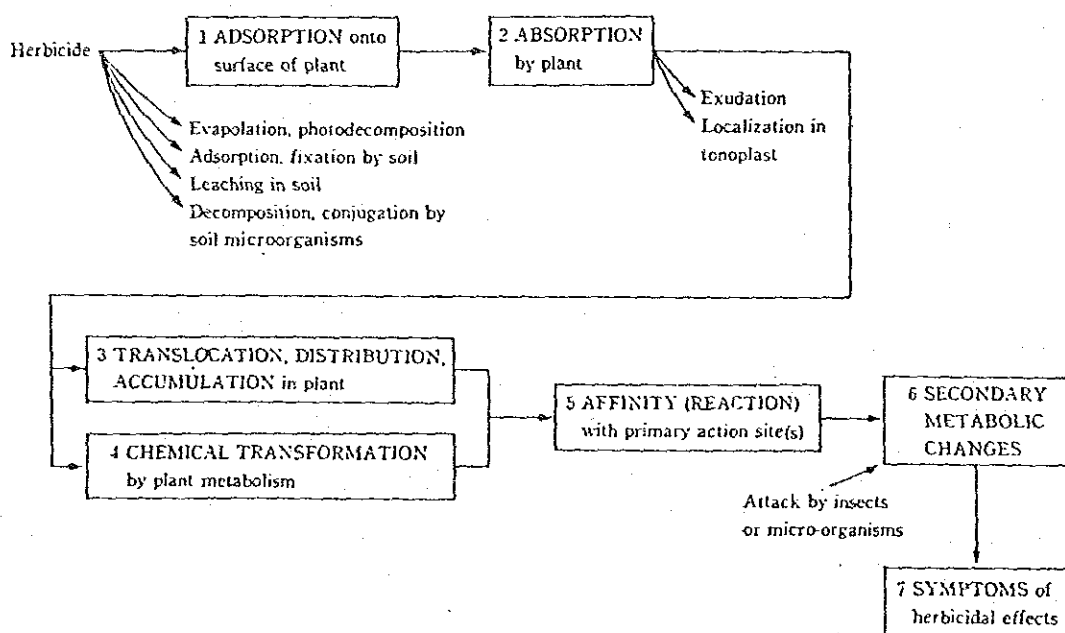 Herbicide
1 ADSORPTION onto
surface of plant
2 ABSORPTION
by plant
Exudation
Localization in
tonoplast
Evapolation, photodecomposition
Adsorption, fixation by soil
Leaching in soil
Decomposition, conjugation by
soil microorganisms
3 TRANSLOCATION, DISTRIBUTION,
ACCUMULATION in plant
4 CHEMICAL TRANSFORMATION
by plant metabolism
5 AFFINITY (REACTION)
with primary action site(s)
6 SECONDARY
METABOLIC
CHANGES
Attack by insects
or micro-organisms
7 SYMPTOMS of
herbicidal effects